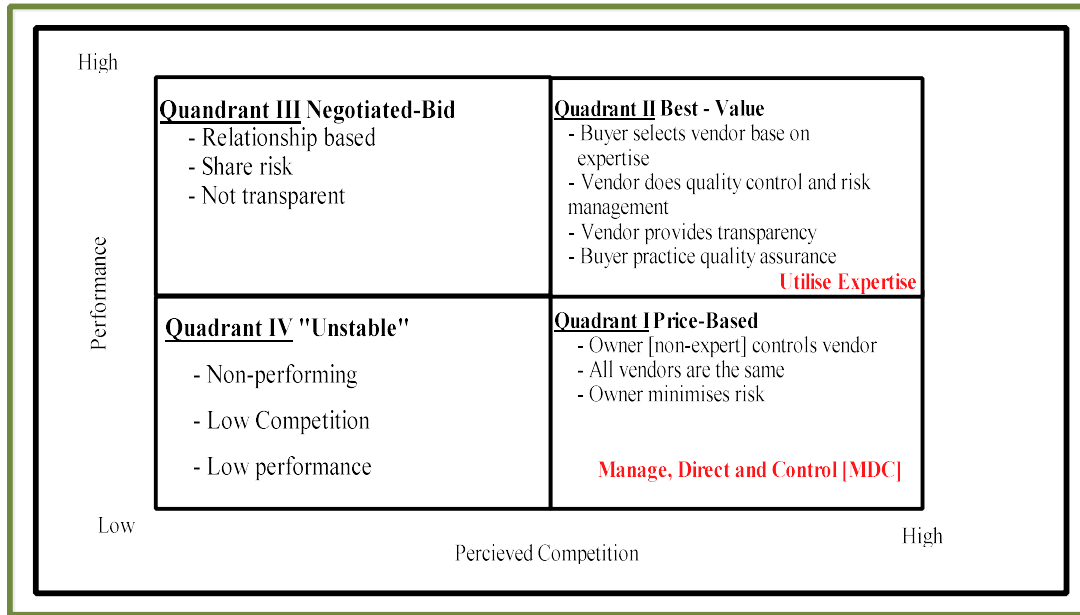 High
Quandrant III Negotiated-Bid
- Relationship based
- Share risk
- Not transparent
Quadrant II Best - Value
- Buyer selects vendor base on
expertise
- Vendor does quality control and risk
management
- Vendor provides transparency
- Buyer practice quality assurance
Utilise Expertise
Performance
Quadrant IV "Unstable"
- Non-performing
- Low Competition
- Low performance
Quadrant I Price-Based
- Owner [non-expert] controls vendor
- All vendors are the same
- Owner minimises risk
Manage, Direct and Control [MDC]
Low
Percieved Competition
High